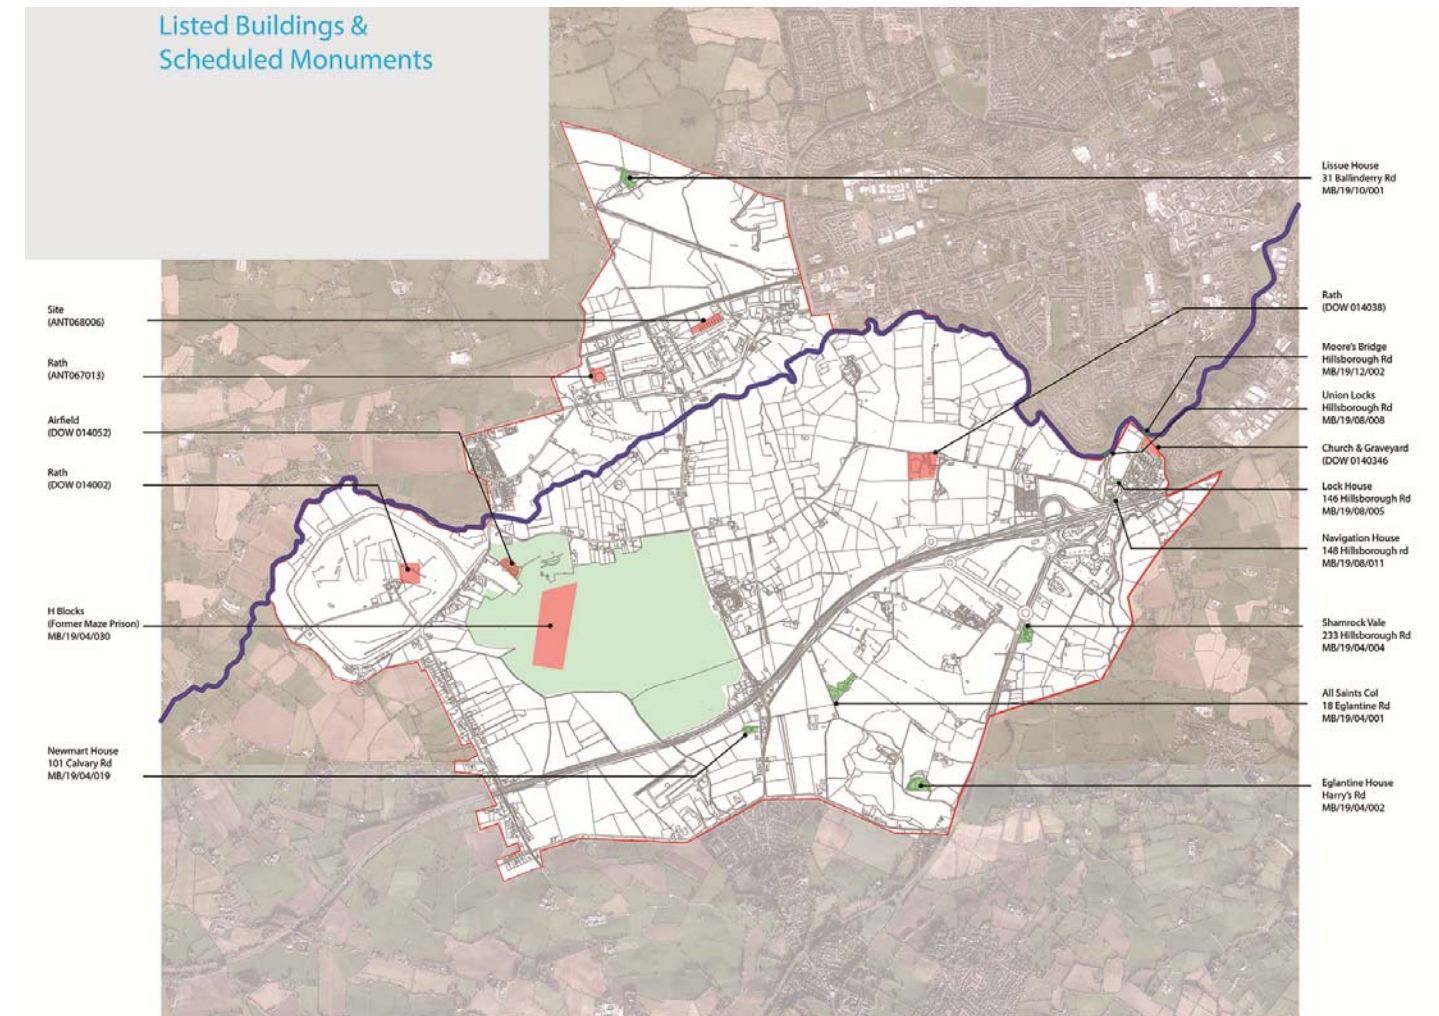 Listed Buildings &
Scheduled Monuments
Site
(ANT068006)
Rath
(ANT067013)
Airfield
(DOW 014052)
Rath
(DOW 014002)
H Blocks
(Former Maze Prison)
MB/19/04/030
Newmart House
101 Calvary Rd
MB/19/04/019
Lissue House
31 Ballinderry Rd
MB/19/10/001
Rath
(DOW 014038)
Moore's Bridge
Hillsborough Rd
MB/19/12/002
Union Locks
Hillsborough Rd
MB/19/08/008
Church & Graveyard
(DOW 0140346
Lock House
146 Hillsborough Rd
MB/19/08/005
Navigation House
148 Hillsborough rd
MB/19/08/011
Shamrock Vale
233 Hillsborough Rd
MB/19/04/004
All Saints Col
18 Eglantine Rd
MB/19/04/001
Eglantine House
Harry's Rd
MB/19/04/002